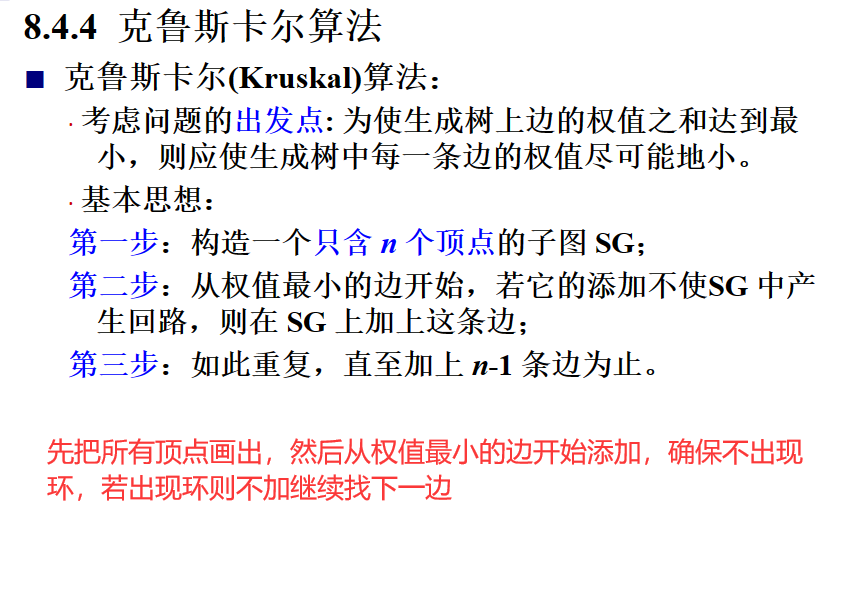 8.4.4 克鲁斯卡尔算法
■ 克鲁斯卡尔(Kruskal)算法：
· 考虑问题的出发点: 为使生成树上边的权值之和达到最
小，则应使生成树中每一条边的权值尽可能地小。
· 基本思想：
第一步：构造一个只含 n 个顶点的子图 SG；
第二步：从权值最小的边开始，若它的添加不使SG 中产
生回路，则在 SG 上加上这条边；
第三步：如此重复，直至加上 n-1 条边为止。
先把所有顶点画出，然后从权值最小的边开始添加，确保不出现
环，若出现环则不加继续找下一边